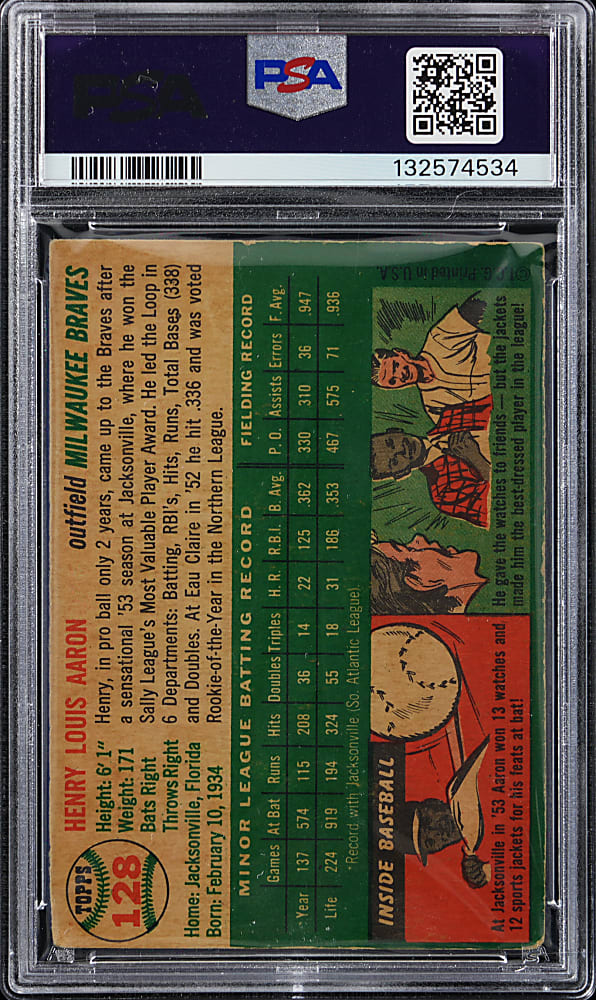 PSA
PSA
132574534
TOPPS
128
HENRY LOUIS AARON
outfield MILWAUKEE BRAVES
Height: 6' 1"
Weight: 171
Bats Right
Throws Right
Home: Jacksonville, Florida
Born: February 10, 1934
Henry, in pro ball only 2 years, came up to the Braves after
a sensational '53 season at Jacksonville, where he won the
Sally League's Most Valuable Player Award. He led the Loop in
6 Departments: Batting, RBI's, Hits, Runs, Total Bases (338)
and Doubles. At Eau Claire in '52 he hit .336 and was voted
Rookie-of-the-Year in the Northern League.
MINOR LEAGUE BATTING RECORD FIELDING RECORD
Games At Bat Runs Hits Doubles Triples H.R. R.B.I. B. Avg. P.O. Assists Errors F. Avg.
Year 137 574 115 208 36 14 22 125 .362 330 310 36 .947
* Life 224 919 194 324 55 18 31 186 .353 467 575 71 .936
*Record with Jacksonville (So. Atlantic League)
INSIDE BASEBALL
At Jacksonville in '53 Aaron won 13 watches and
12 sports jackets for his feats at bat!
He gave the watches to friends — but the jackets
made him the best-dressed player in the league!
© T.C.G. Printed in U.S.A.